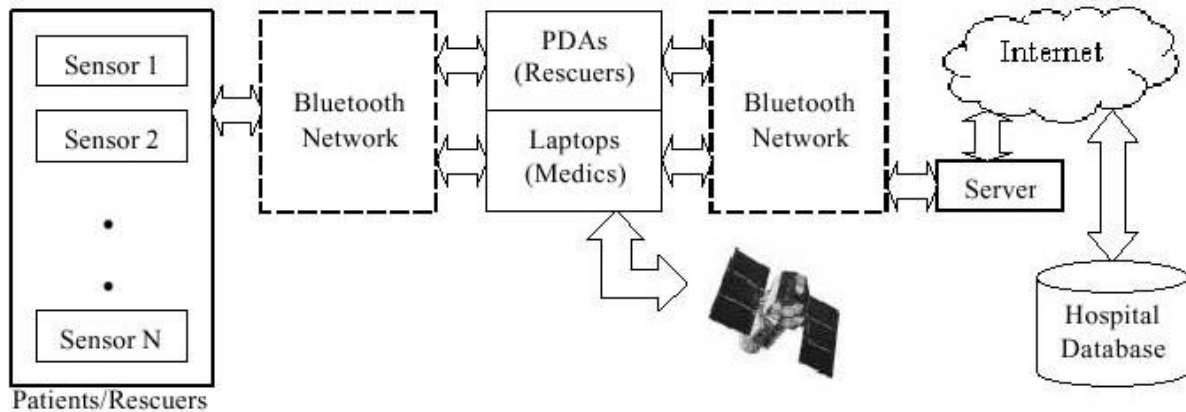 Sensor 1
Sensor 2
Sensor N
Patients/Rescuers
Bluetooth
Network
PDAs
(Rescuers)
Laptops
(Medics)
Bluetooth
Network
Internet
Server
Hospital
Database